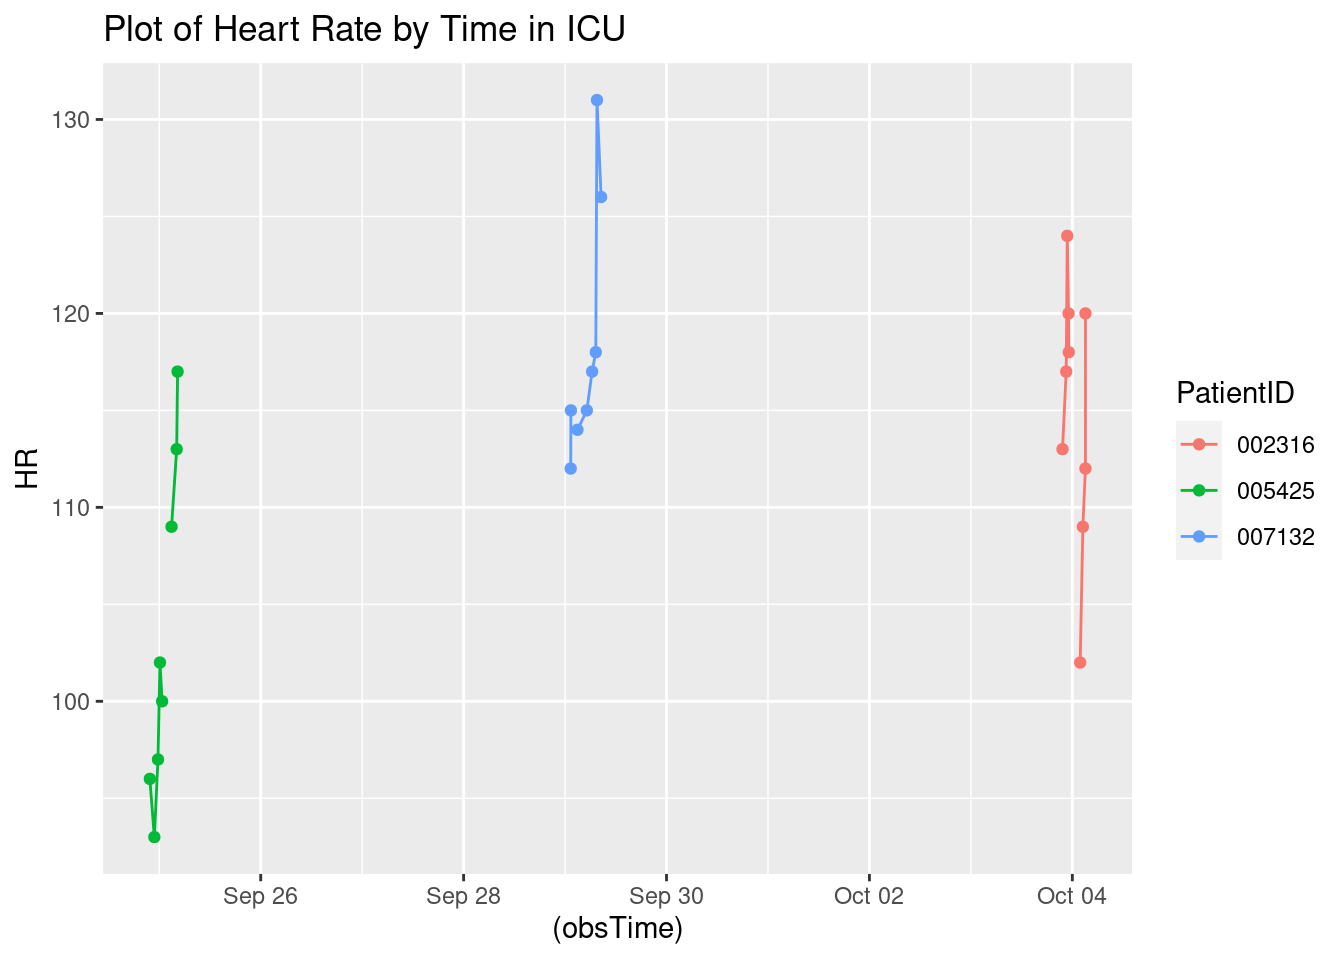 Plot of Heart Rate by Time in ICU
130
120
110
100
HR
Sep 26
Sep 28
Sep 30
Oct 02
Oct 04
(obsTime)
PatientID
002316
005425
007132